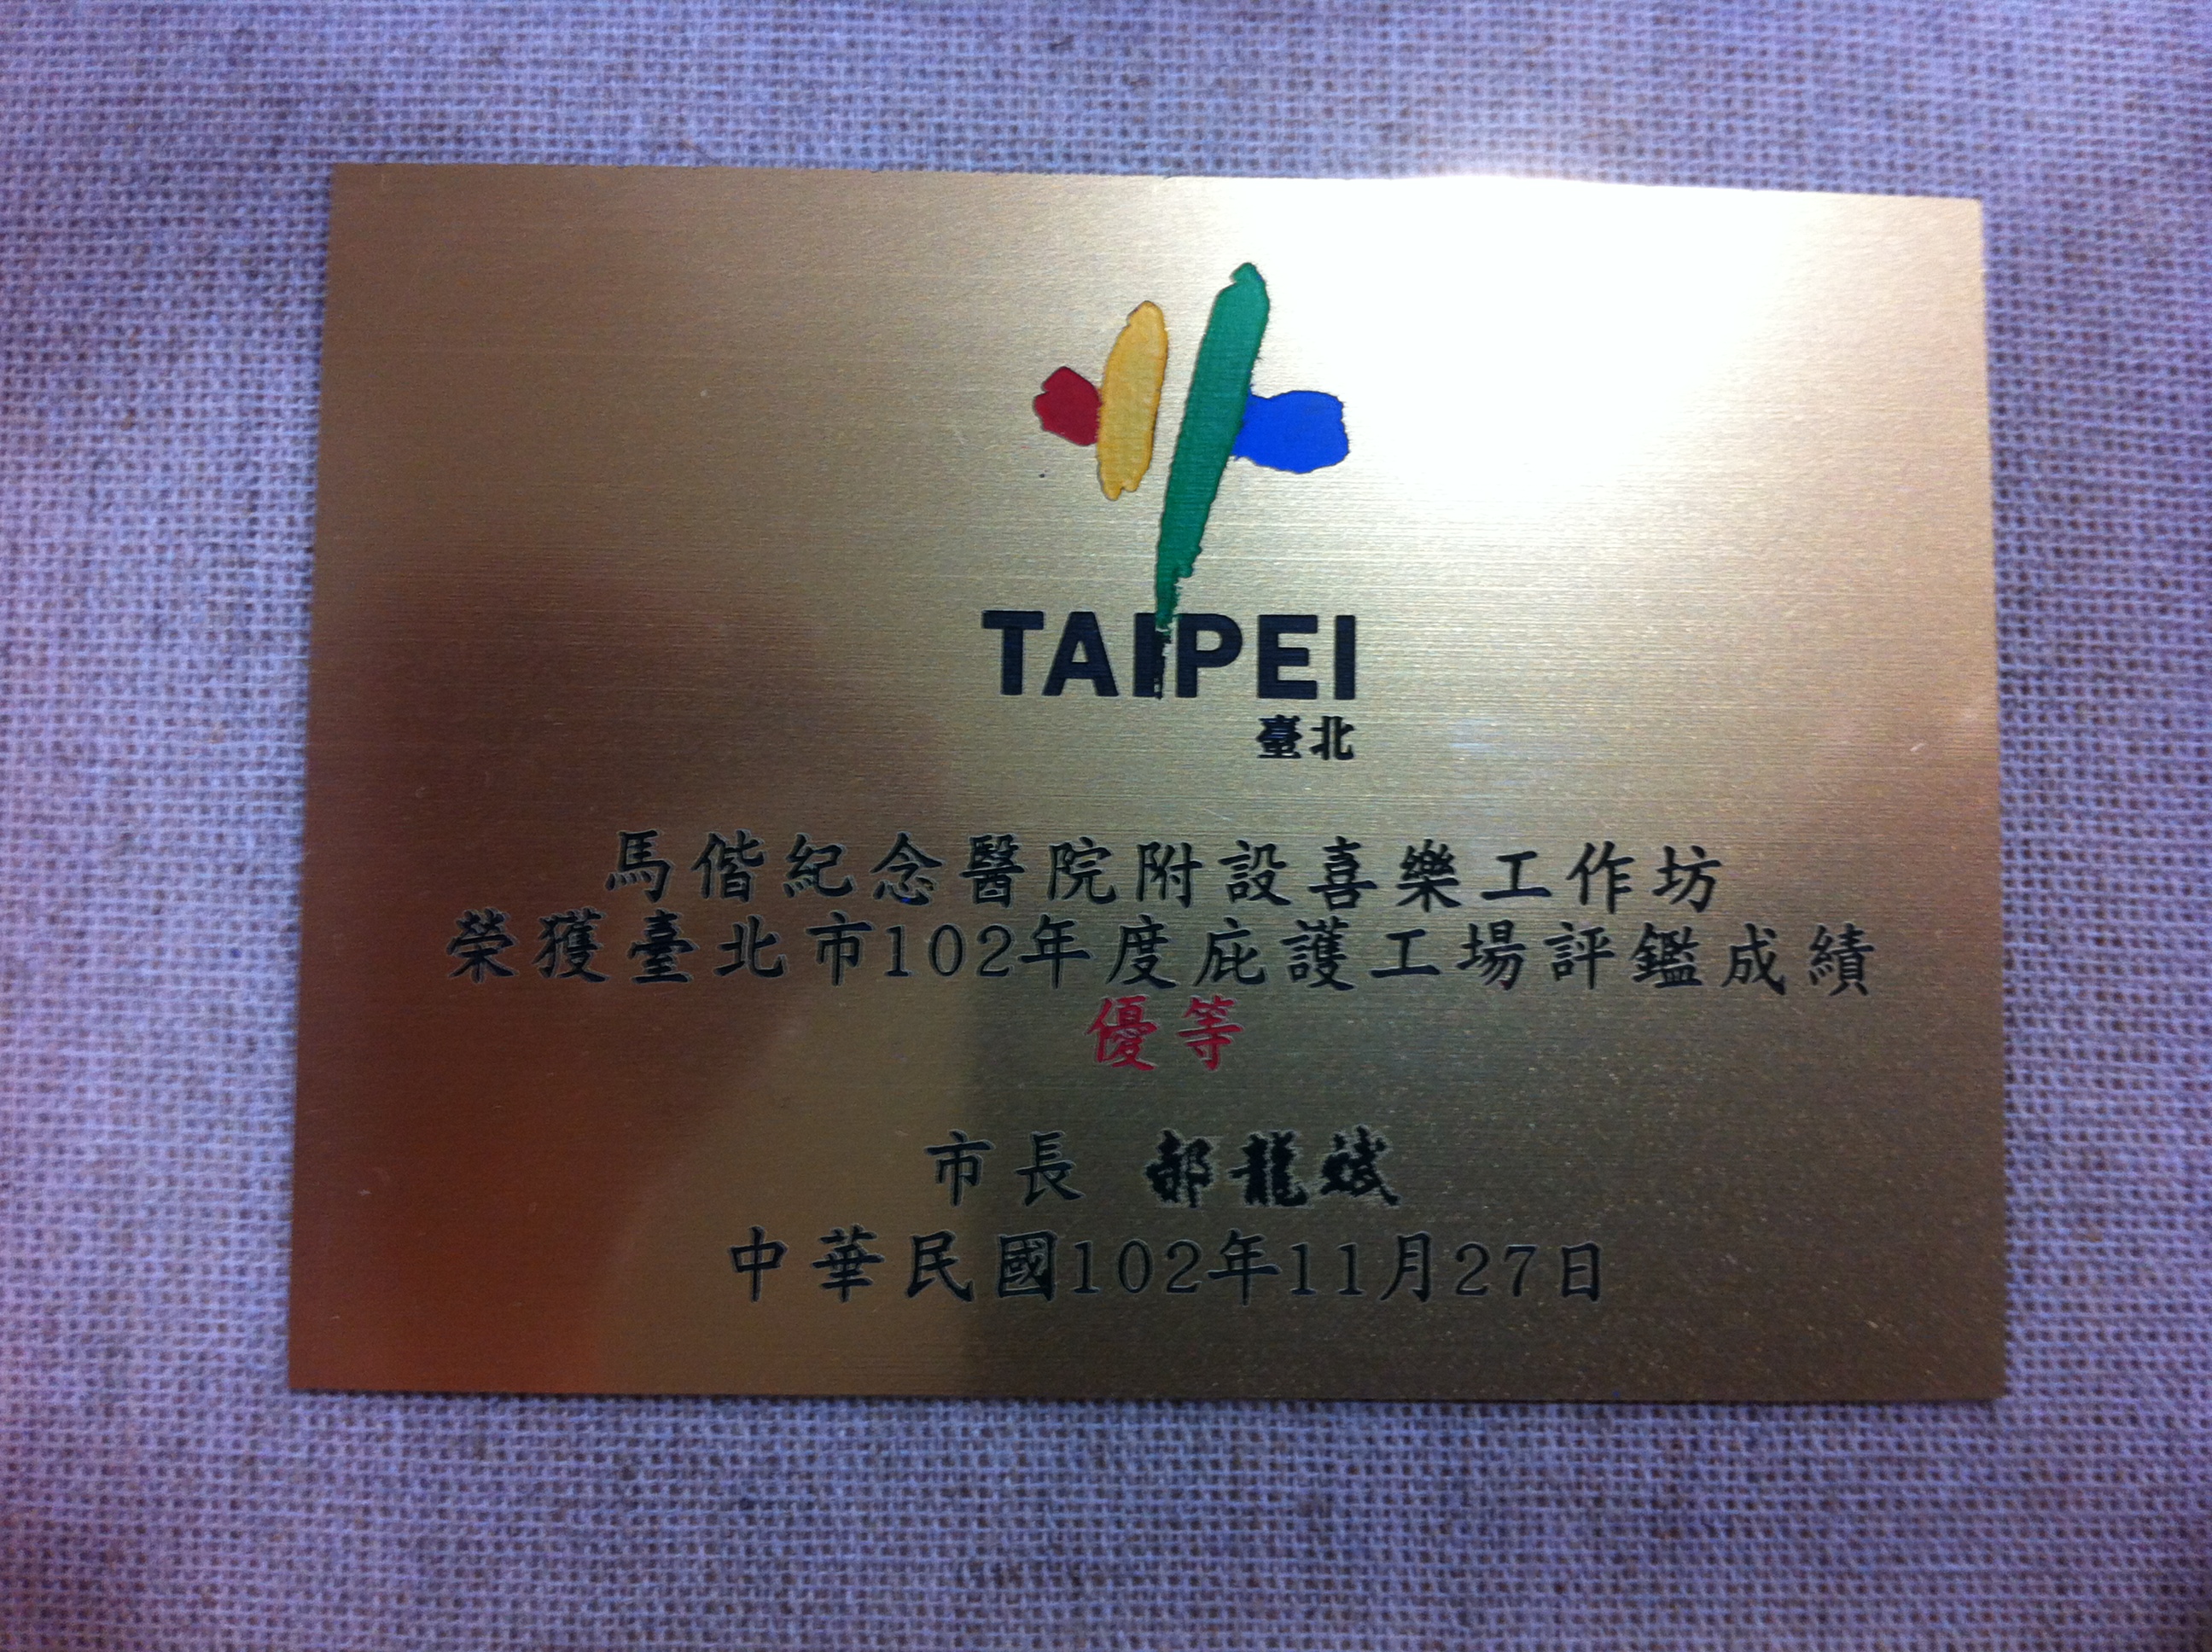 TAIPEI
臺北
馬偕紀念醫院附設喜樂工作坊
榮獲臺北市102年度庇護工場評鑑成績
優等
市長 郝龍斌
中華民國102年11月27日